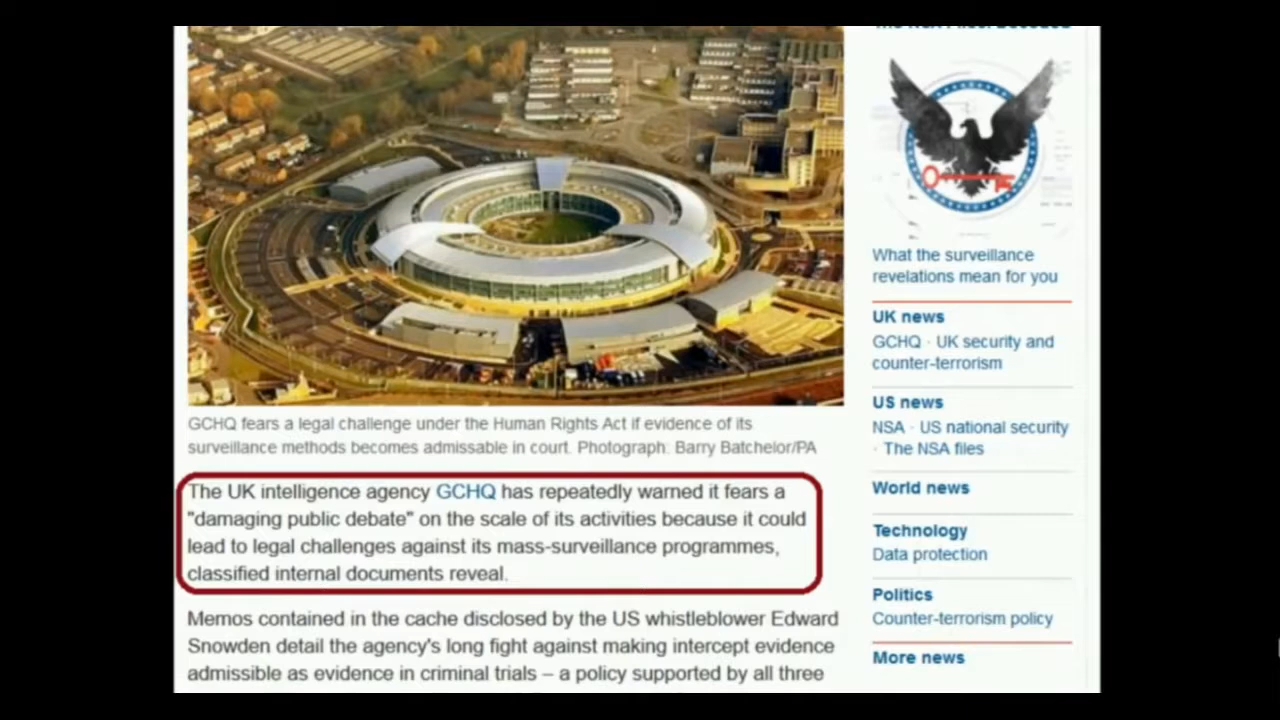 GCHQ fears a legal challenge under the Human Rights Act if evidence of its
surveillance methods becomes admissable in court. Photograph: Barry Batchelor/PA
The UK intelligence agency GCHQ has repeatedly warned it fears a
"damaging public debate" on the scale of its activities because it could
lead to legal challenges against its mass-surveillance programmes,
classified internal documents reveal.
Memos contained in the cache disclosed by the US whistleblower Edward
Snowden detail the agency's long fight against making intercept evidence
admissible as evidence in criminal trials – a policy supported by all three
The NSA Files: Decoded
What the surveillance
revelations mean for you
UK news
GCHQ · UK security and
counter-terrorism
US news
NSA · US national security
· The NSA files
World news
Technology
Data protection
Politics
Counter-terrorism policy
More news